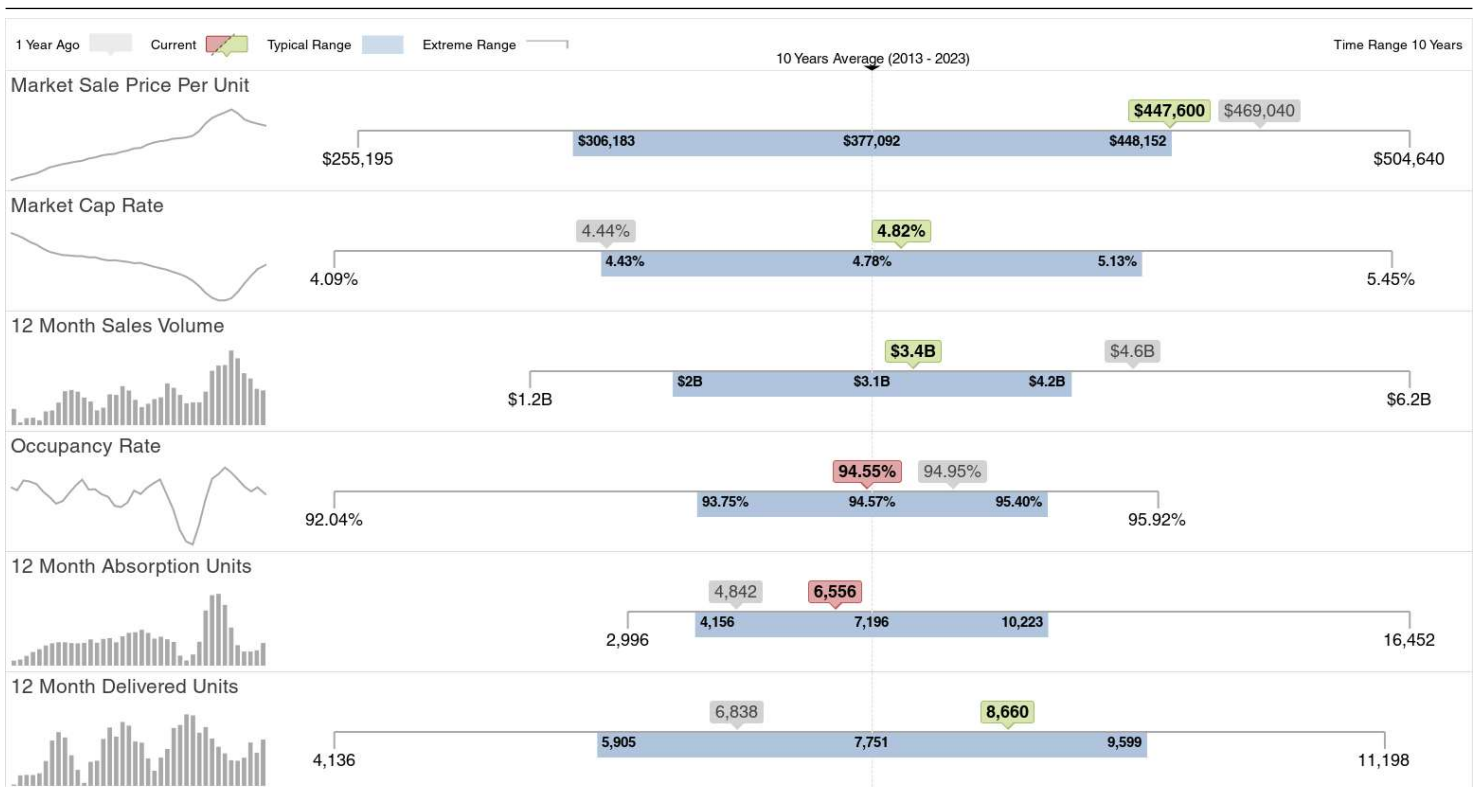 1 Year Ago Current Typical Range Extreme Range Time Range 10 Years
10 Years Average (2013 - 2023)
Market Sale Price Per Unit
$447,600 $469,040
$306,183 $377,092 $448,152
$255,195 $504,640
Market Cap Rate
4.44% 4.82%
4.43% 4.78% 5.13%
4.09% 5.45%
12 Month Sales Volume
$3.4B $4.6B
$2B $3.1B $4.2B
$1.2B $6.2B
Occupancy Rate
94.55% 94.95%
93.75% 94.57% 95.40%
92.04% 95.92%
12 Month Absorption Units
4,842 6,556
4,156 7,196 10,223
2,996 16,452
12 Month Delivered Units
6,838 8,660
5,905 7,751 9,599
4,136 11,198